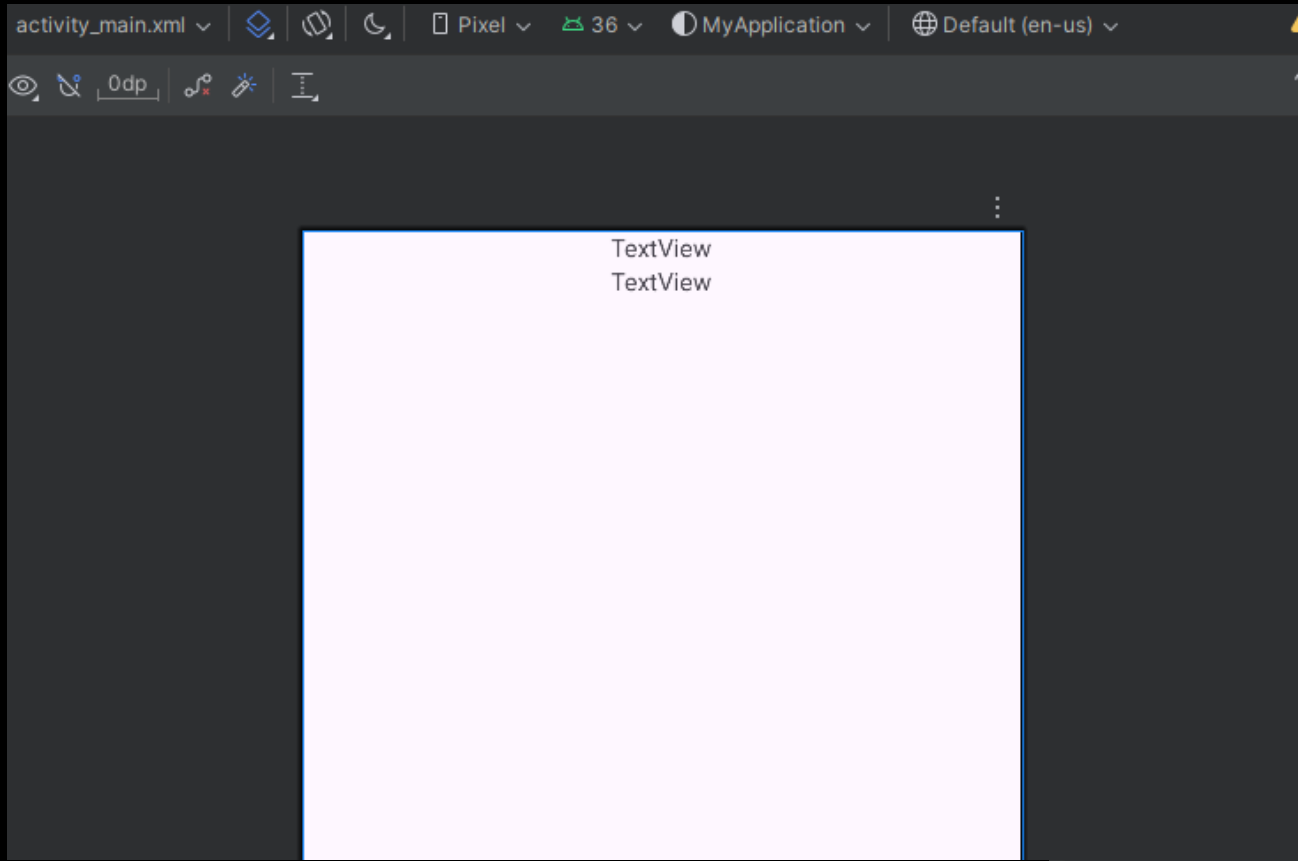 activity_main.xml Pixel 36 MyApplication Default (en-us)
0dp
TextView
TextView